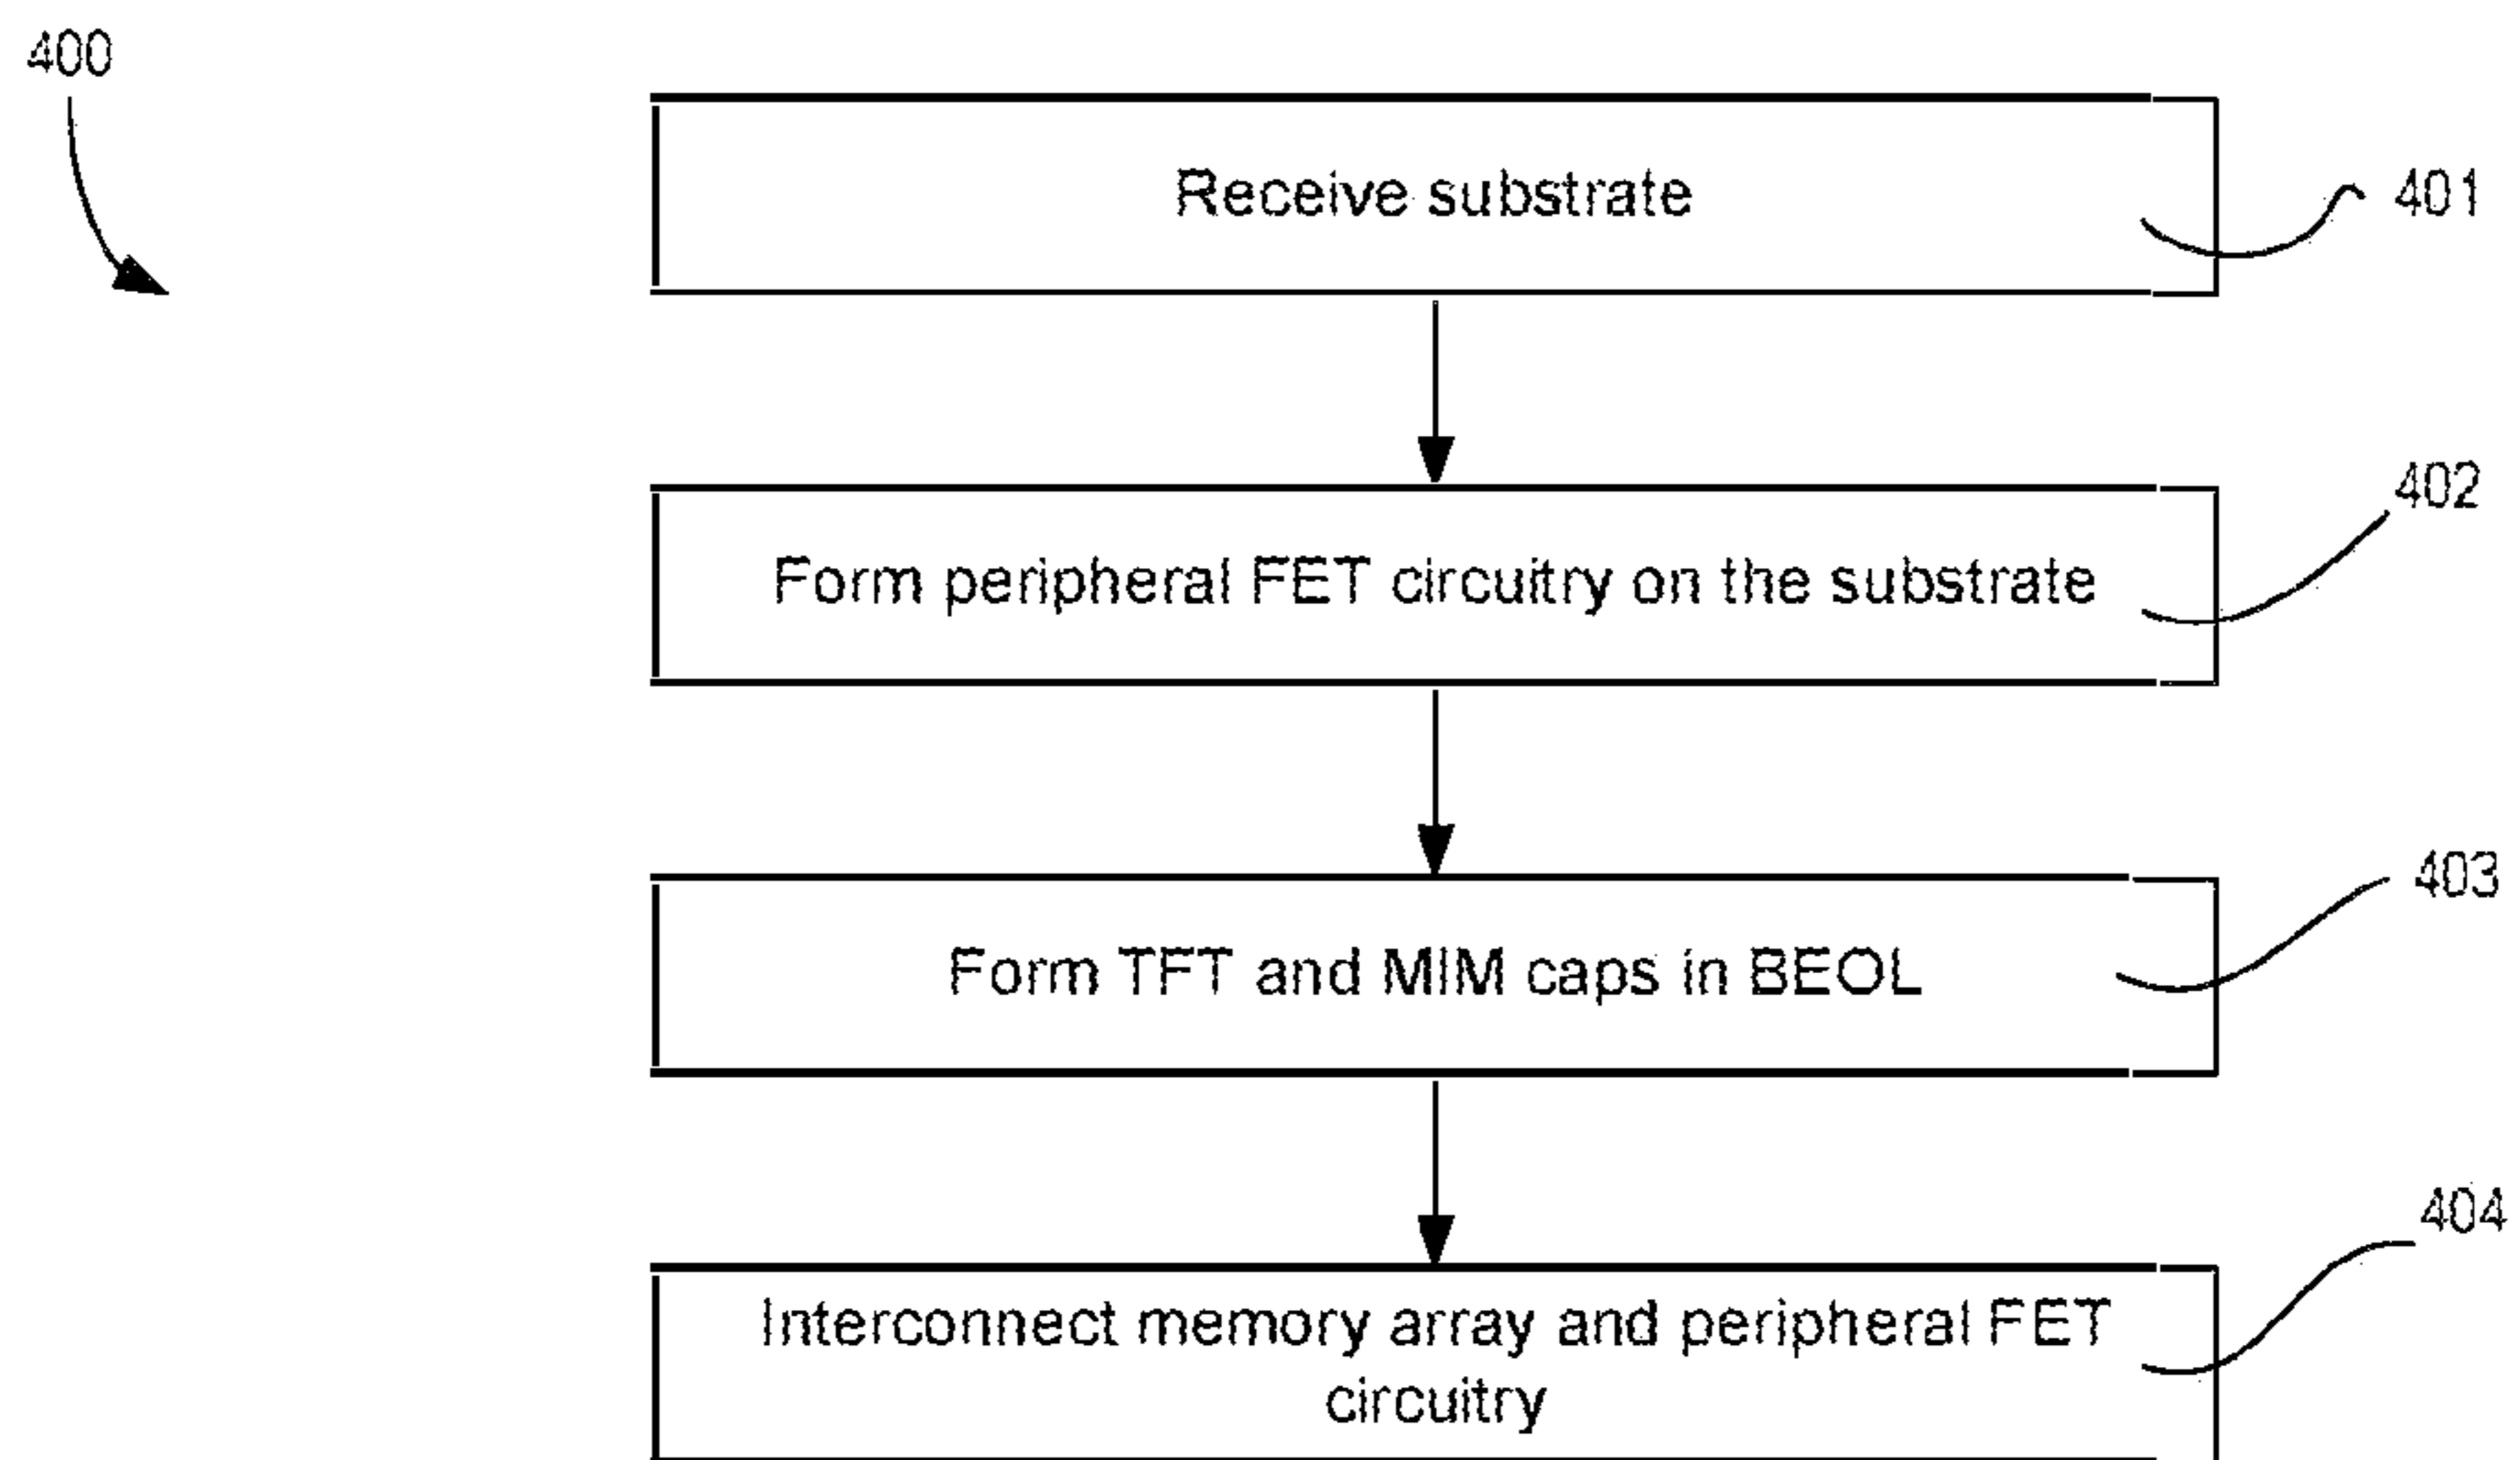 400
Receive substrate
401
402
Form peripheral FET circuitry on the substrate
403
Form TFT and MIM caps in BEOL
404
Interconnect memory array and peripheral FET
circuitry